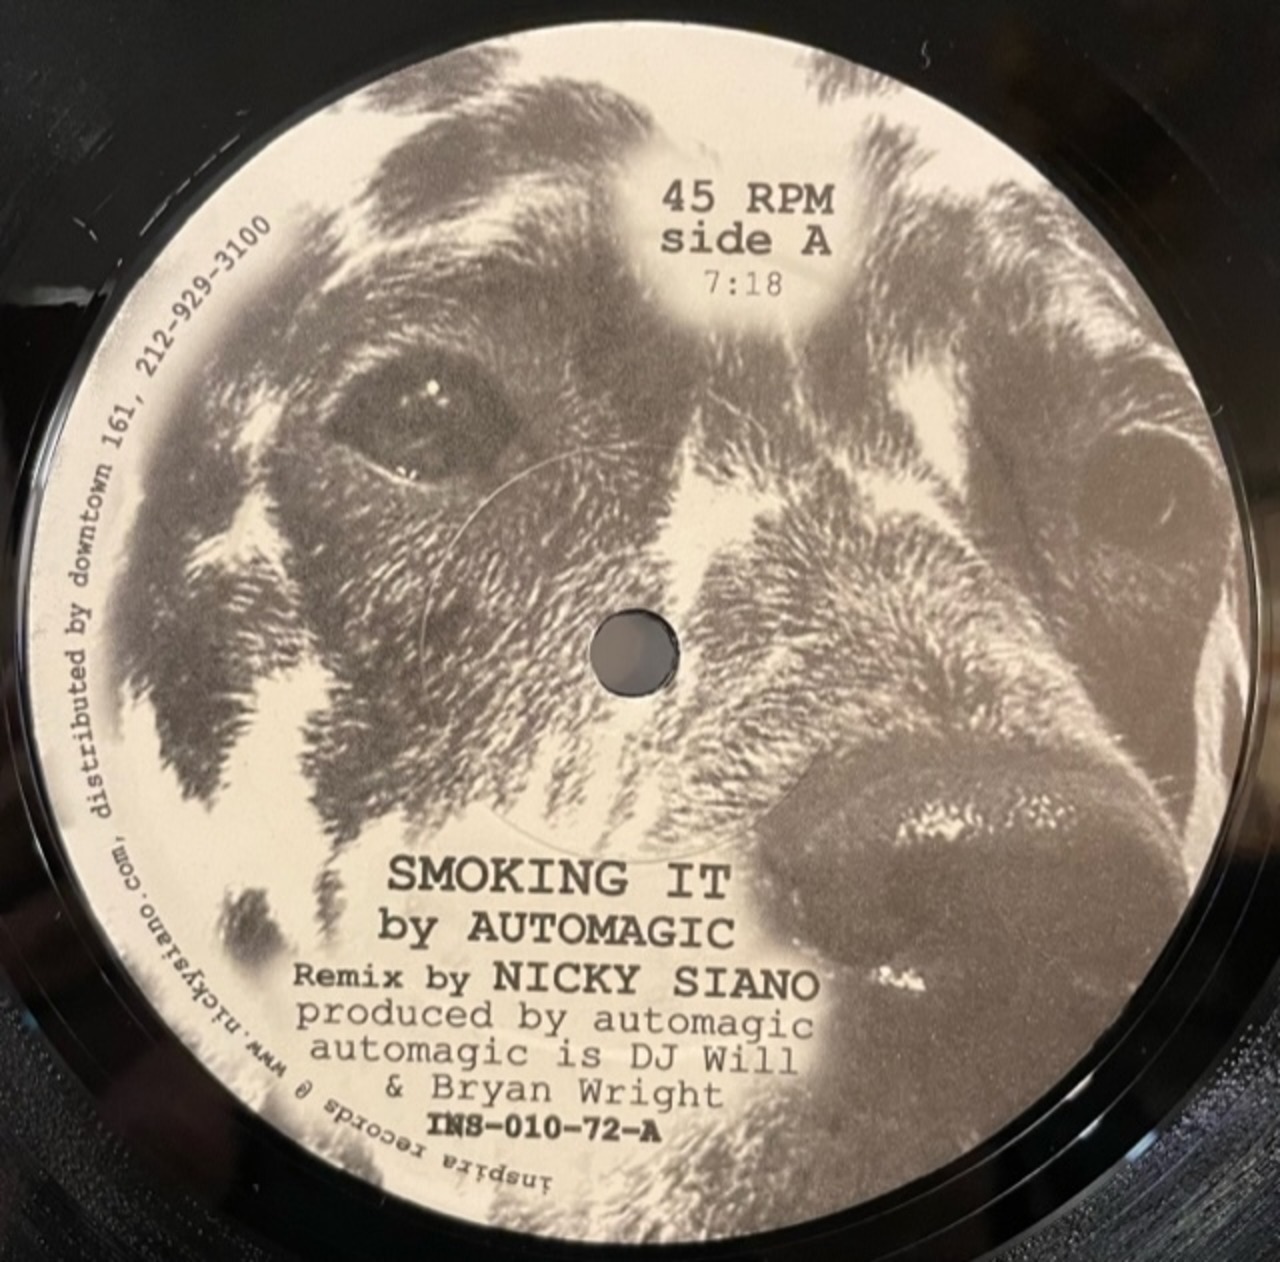 45 RPM
side A
7:18
SMOKING IT
by AUTOMAGIC
Remix by NICKY SIANO
produced by automagic
automagic is DJ Will
& Bryan Wright
INS-010-72-A
inspira records @ www.nickysiano.com, distributed by downtown 161, 212-929-3100